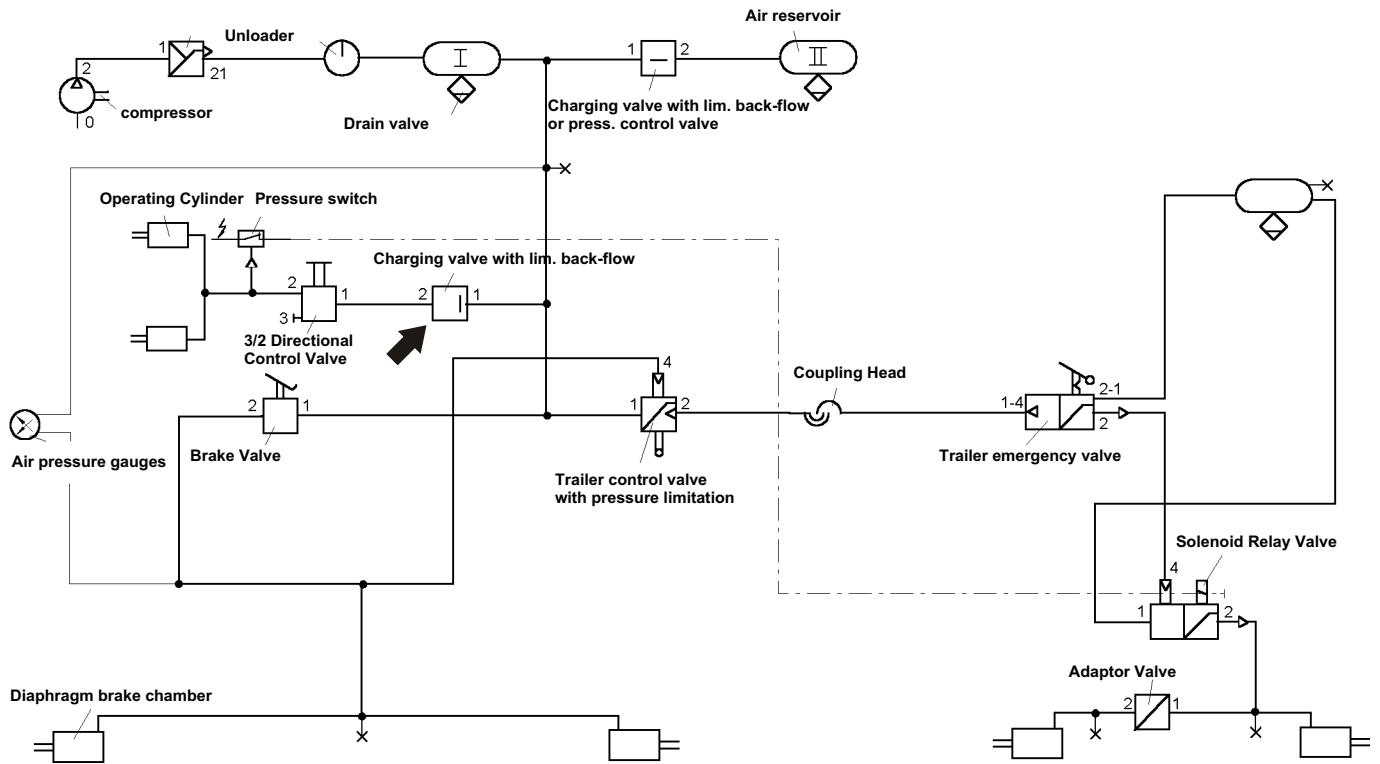 Air reservoir
Unloader
1
21
2
0
compressor
I
Drain valve
1
2
II
Charging valve with lim. back-flow
or press. control valve
Operating Cylinder
Pressure switch
Charging valve with lim. back-flow
2
1
2
1
3
3/2 Directional
Control Valve
4
Coupling Head
2
1
1
2
1-4
2-1
2
Air pressure gauges
Brake Valve
Trailer control valve
with pressure limitation
Trailer emergency valve
Solenoid Relay Valve
4
1
2
Adaptor Valve
2
1
Diaphragm brake chamber